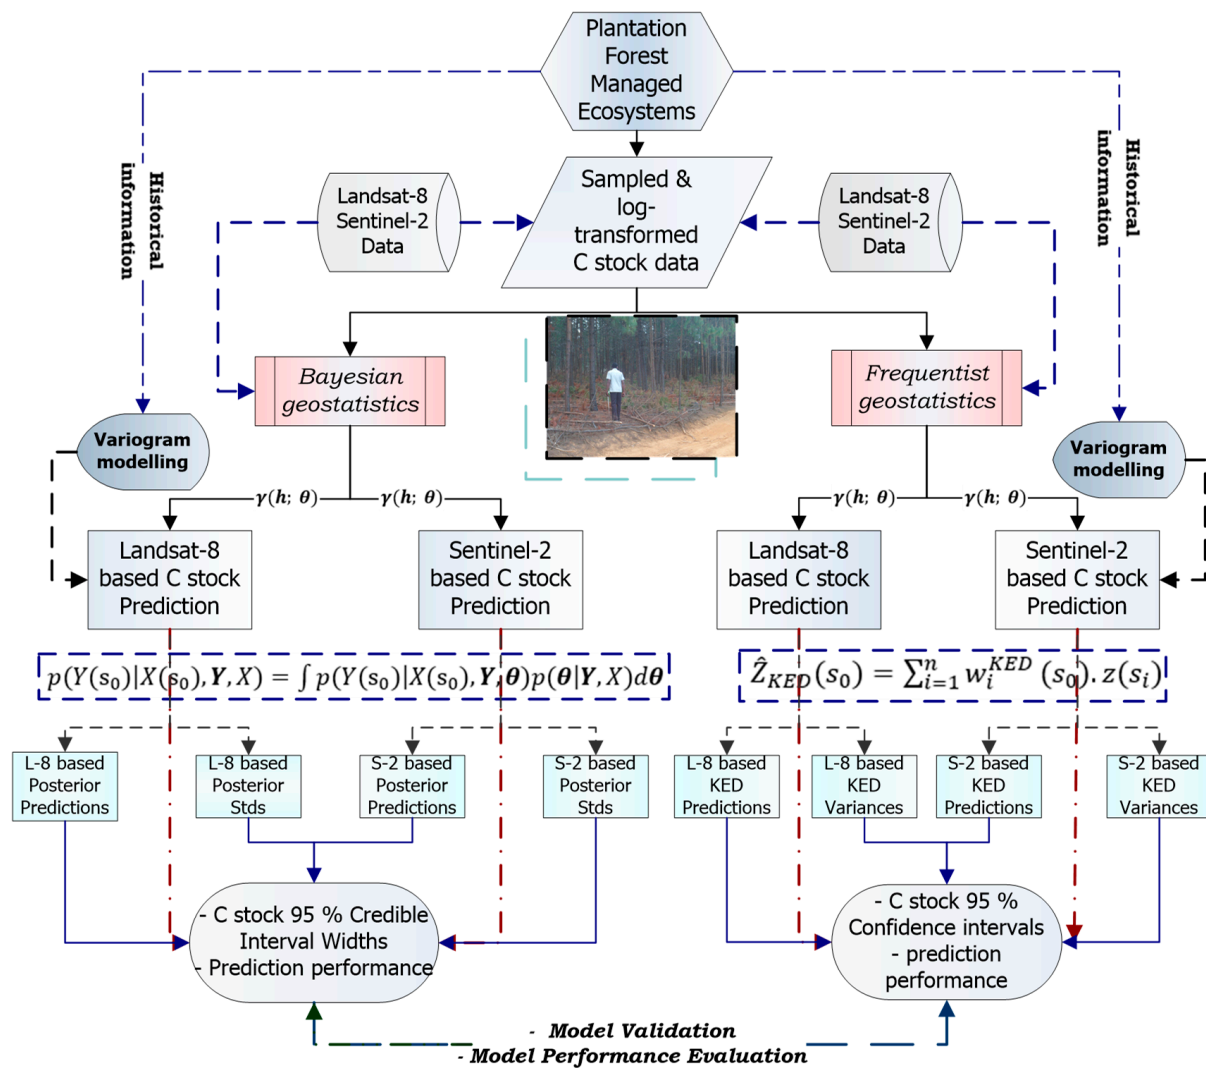 Plantation
Forest
Managed
Ecosystems
Historical
information
Historical
information
Landsat-8
Sentinel-2
Data
Sampled &
log-
transformed
C stock data
Landsat-8
Sentinel-2
Data
Bayesian
geostatistics
Frequentist
geostatistics
Variogram
modelling
Variogram
modelling
γ(h; θ)
γ(h; θ)
γ(h; θ)
γ(h; θ)
Landsat-8
based C stock
Prediction
Sentinel-2
based C stock
Prediction
Landsat-8
based C stock
Prediction
Sentinel-2
based C stock
Prediction
p(Y(s₀)|X(s₀), Y, X) = ∫ p(Y(s₀)|X(s₀), Y, θ)p(θ|Y, X)dθ
Ẑ_KED(s₀) = ∑ⁿᵢ₌₁ wᵢᴷᴱᴰ (s₀). z(sᵢ)
L-8 based
Posterior
Predictions
L-8 based
Posterior
Stds
S-2 based
Posterior
Predictions
S-2 based
Posterior
Stds
L-8 based
KED
Predictions
L-8 based
KED
Variances
S-2 based
KED
Predictions
S-2 based
KED
Variances
- C stock 95 % Credible
Interval Widths
- Prediction performance
- C stock 95 %
Confidence intervals
- prediction
performance
- Model Validation
- Model Performance Evaluation